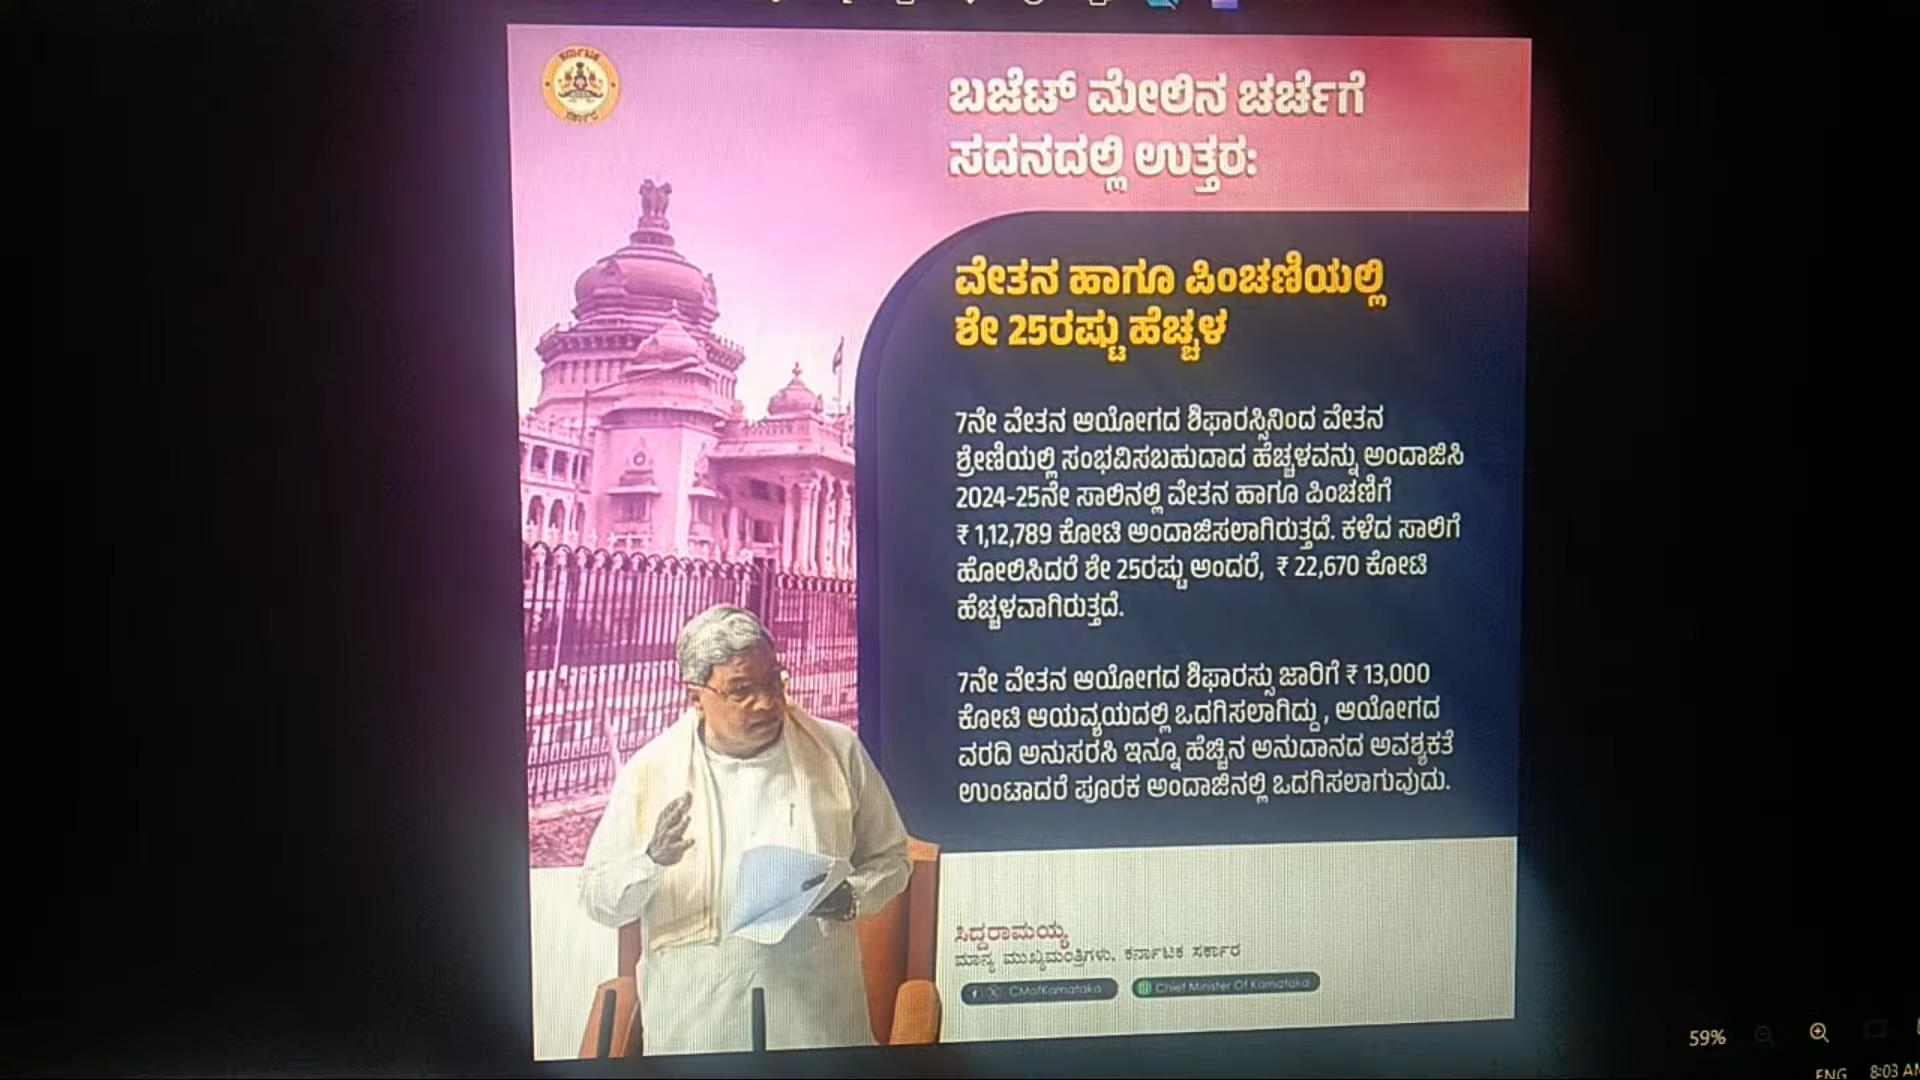 ಕರ್ನಾಟಕ
ಸರ್ಕಾರ
ಬಜೆಟ್ ಮೇಲಿನ ಚರ್ಚೆಗೆ
ಸದನದಲ್ಲಿ ಉತ್ತರ:
ವೇತನ ಹಾಗೂ ಪಿಂಚಣಿಯಲ್ಲಿ
ಶೇ 25ರಷ್ಟು ಹೆಚ್ಚಳ
7ನೇ ವೇತನ ಆಯೋಗದ ಶಿಫಾರಸ್ಸಿನಿಂದ ವೇತನ
ಶ್ರೇಣಿಯಲ್ಲಿ ಸಂಭವಿಸಬಹುದಾದ ಹೆಚ್ಚಳವನ್ನು ಅಂದಾಜಿಸಿ
2024-25ನೇ ಸಾಲಿನಲ್ಲಿ ವೇತನ ಹಾಗೂ ಪಿಂಚಣಿಗೆ
₹ 1,12,789 ಕೋಟಿ ಅಂದಾಜಿಸಲಾಗಿರುತ್ತದೆ. ಕಳೆದ ಸಾಲಿಗೆ
ಹೋಲಿಸಿದರೆ ಶೇ 25ರಷ್ಟು ಅಂದರೆ, ₹ 22,670 ಕೋಟಿ
ಹೆಚ್ಚಳವಾಗಿರುತ್ತದೆ.
7ನೇ ವೇತನ ಆಯೋಗದ ಶಿಫಾರಸ್ಸು ಜಾರಿಗೆ ₹ 13,000
ಕೋಟಿ ಆಯವ್ಯಯದಲ್ಲಿ ಒದಗಿಸಲಾಗಿದ್ದು, ಆಯೋಗದ
ವರದಿ ಅನುಸರಸಿ ಇನ್ನೂ ಹೆಚ್ಚಿನ ಅನುದಾನದ ಅವಶ್ಯಕತೆ
ಉಂಟಾದರೆ ಪೂರಕ ಅಂದಾಜಿನಲ್ಲಿ ಒದಗಿಸಲಾಗುವುದು.
ಸಿದ್ದರಾಮಯ್ಯ
ಮಾನ್ಯ ಮುಖ್ಯಮಂತ್ರಿಗಳು, ಕರ್ನಾಟಕ ಸರ್ಕಾರ
CMofKarnataka Chief Minister Of Karnataka
59%
ENG 8:03 AM